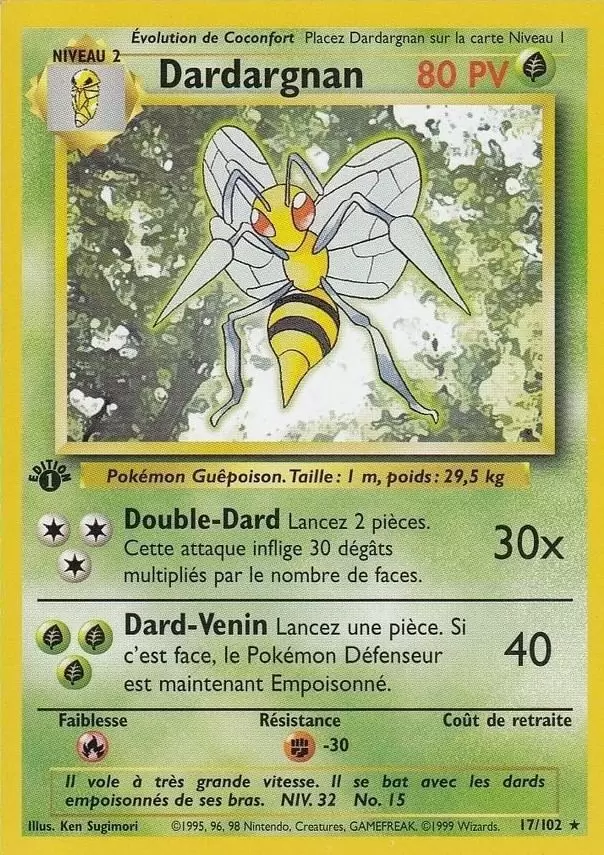 Évolution de Coconfort Placez Dardargnan sur la carte Niveau 1
NIVEAU 2
Dardargnan 80 PV
EDITION
1
Pokémon Guêpoison. Taille: 1 m, poids: 29,5 kg
Double-Dard Lancez 2 pièces.
Cette attaque inflige 30 dégâts
multipliés par le nombre de faces.
30x
Dard-Venin Lancez une pièce. Si
c'est face, le Pokémon Défenseur
est maintenant Empoisonné.
40
Faiblesse Résistance Coût de retraite
-30
Il vole à très grande vitesse. Il se bat avec les dards
empoisonnés de ses bras. NIV. 32 No. 15
Illus. Ken Sugimori ©1995, 96, 98 Nintendo, Creatures, GAMEFREAK. ©1999 Wizards. 17/102 ★